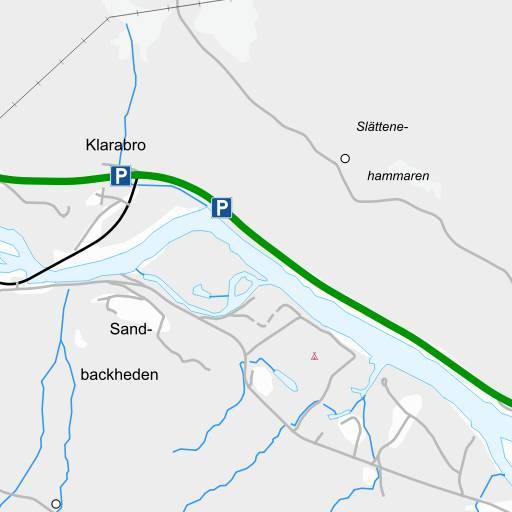 Slättene-
Klarabro
hammaren
P
P
Sand-
backheden